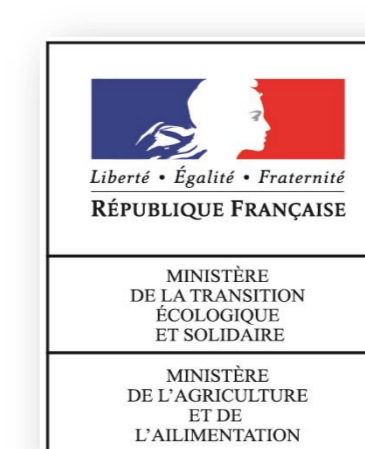 Liberté • Égalité • Fraternité
RÉPUBLIQUE FRANÇAISE
MINISTÈRE
DE LA TRANSITION
ÉCOLOGIQUE
ET SOLIDAIRE
MINISTÈRE
DE L'AGRICULTURE
ET DE
L'AILIMENTATION